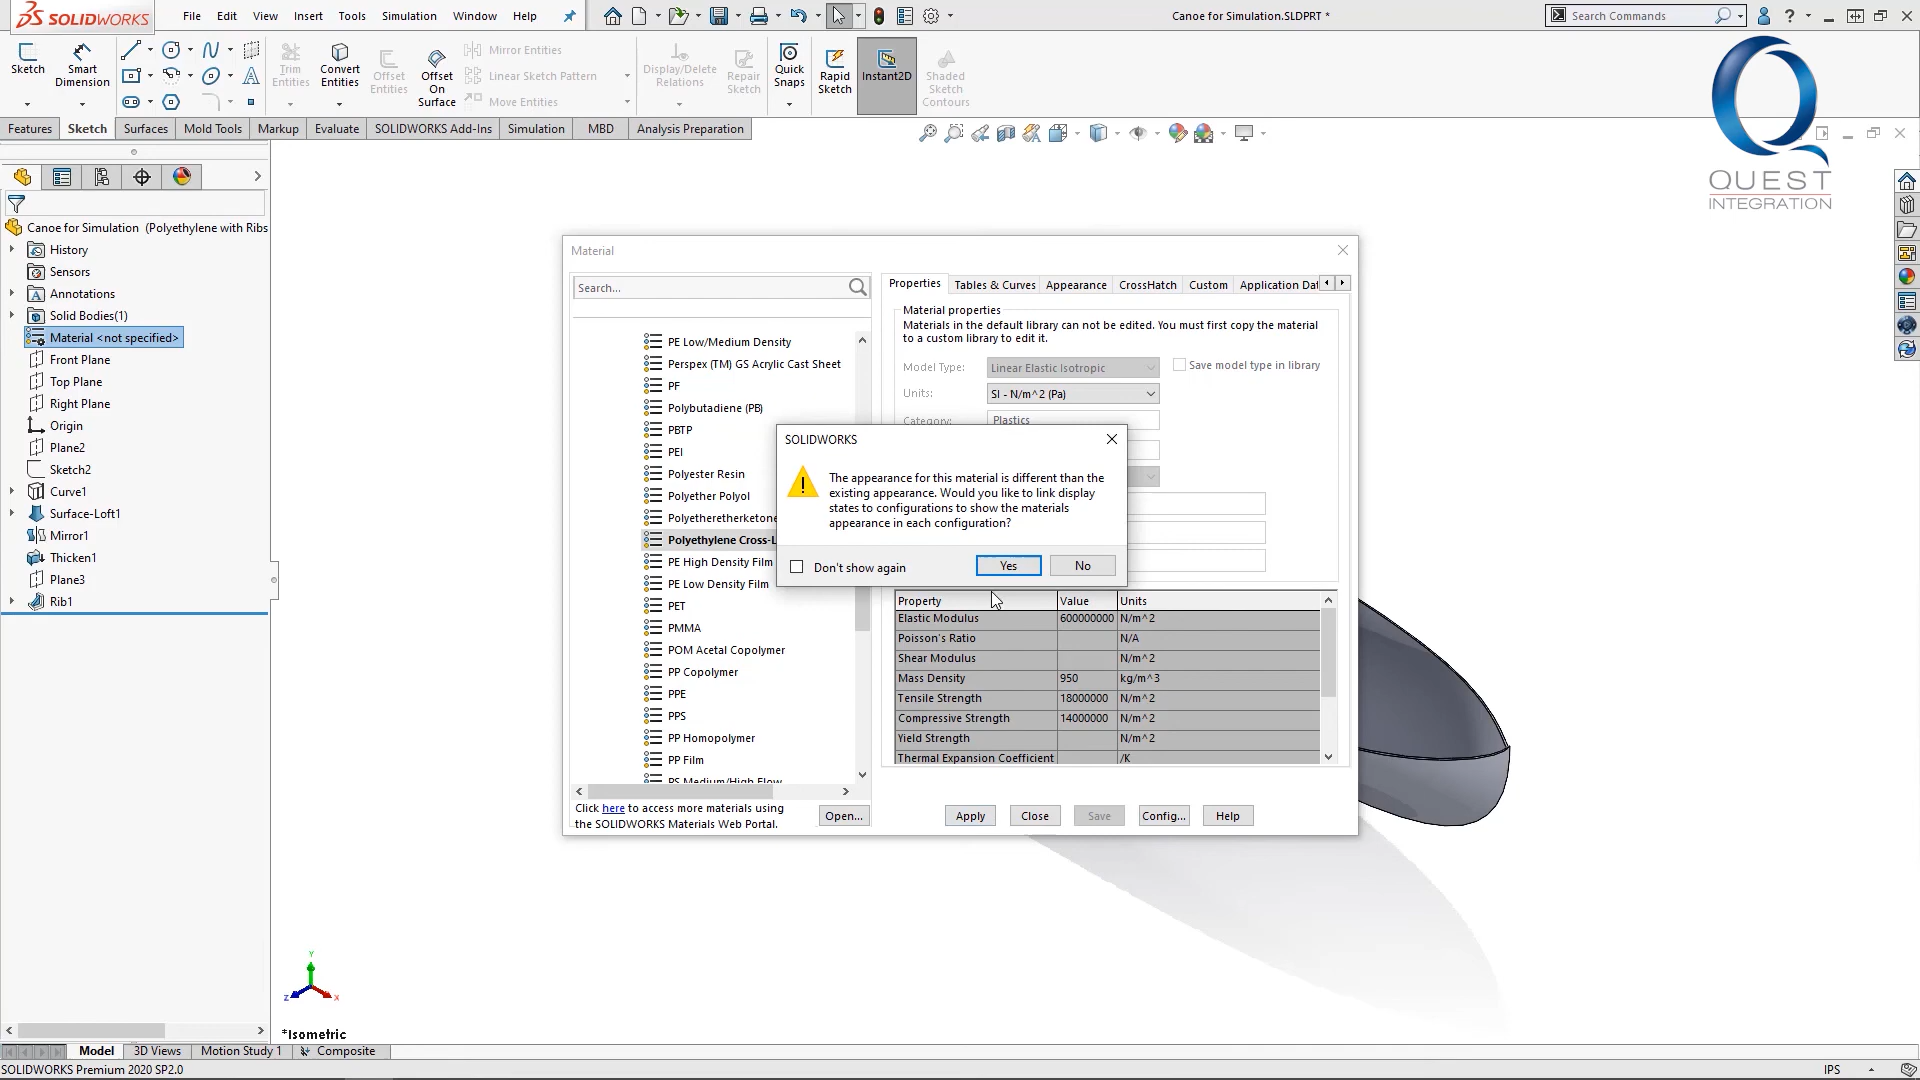 SOLIDWORKS
File Edit View Insert Tools Simulation Window Help
Canoe for Simulation.SLDPRT *
Search Commands
Sketch
Smart Dimension
Trim Entities
Convert Entities
Offset Entities
Offset On Surface
Mirror Entities
Linear Sketch Pattern
Move Entities
Display/Delete Relations
Repair Sketch
Quick Snaps
Rapid Sketch
Instant2D
Shaded Sketch Contours
Features Sketch Surfaces Mold Tools Markup Evaluate SOLIDWORKS Add-Ins Simulation MBD Analysis Preparation
QUEST
INTEGRATION
Canoe for Simulation (Polyethylene with Ribs
History
Sensors
Annotations
Solid Bodies(1)
Material <not specified>
Front Plane
Top Plane
Right Plane
Origin
Plane2
Sketch2
Curve1
Surface-Loft1
Mirror1
Thicken1
Plane3
Rib1
Material
Search...
PE Low/Medium Density
Perspex (TM) GS Acrylic Cast Sheet
PF
Polybutadiene (PB)
PBTP
PEI
Polyester Resin
Polyether Polyol
Polyetheretherketone
Polyethylene Cross-L
PE High Density Film
PE Low Density Film
PET
PMMA
POM Acetal Copolymer
PP Copolymer
PPE
PPS
PP Homopolymer
PP Film
PS Medium/High Flow
Click here to access more materials using
the SOLIDWORKS Materials Web Portal.
Open...
Properties Tables & Curves Appearance CrossHatch Custom Application Dat
Material properties
Materials in the default library can not be edited. You must first copy the material
to a custom library to edit it.
Model Type: Linear Elastic Isotropic Save model type in library
Units: SI - N/m^2 (Pa)
Category: Plastics
SOLIDWORKS
The appearance for this material is different than the
existing appearance. Would you like to link display
states to configurations to show the materials
appearance in each configuration?
Don't show again
Yes No
Property Value Units
Elastic Modulus 600000000 N/m^2
Poisson's Ratio N/A
Shear Modulus N/m^2
Mass Density 950 kg/m^3
Tensile Strength 18000000 N/m^2
Compressive Strength 14000000 N/m^2
Yield Strength N/m^2
Thermal Expansion Coefficient /K
Apply Close Save Config... Help
Y
Z
X
*Isometric
Model 3D Views Motion Study 1 Composite
SOLIDWORKS Premium 2020 SP2.0
IPS